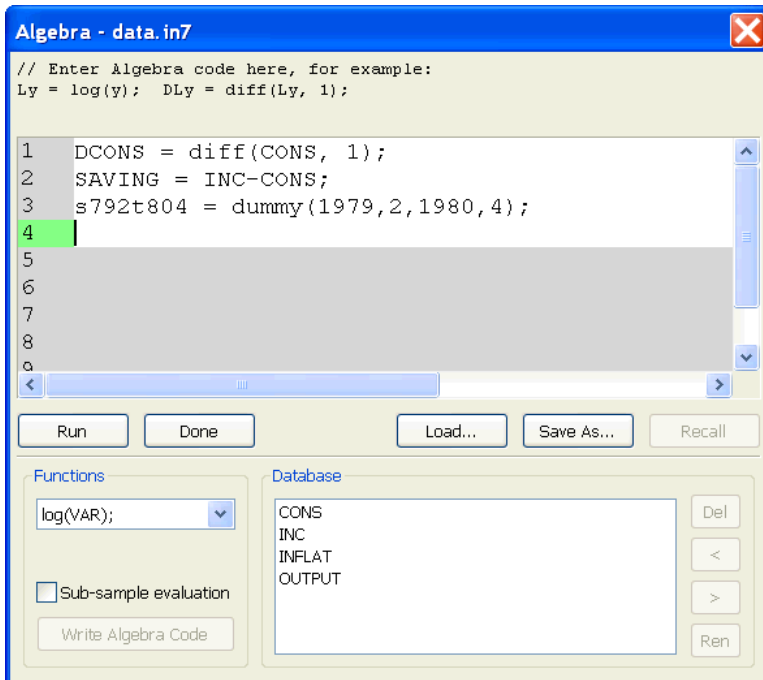 Algebra - data.in7
// Enter Algebra code here, for example:
Ly = log(y);  DLy = diff(Ly, 1);
1 DCONS = diff(CONS, 1);
2 SAVING = INC-CONS;
3 s792t804 = dummy(1979,2,1980,4);
4
5
6
7
8
9
Run Done Load... Save As... Recall
Functions
log(VAR);
Sub-sample evaluation
Write Algebra Code
Database
CONS
INC
INFLAT
OUTPUT
Del
<
>
Ren